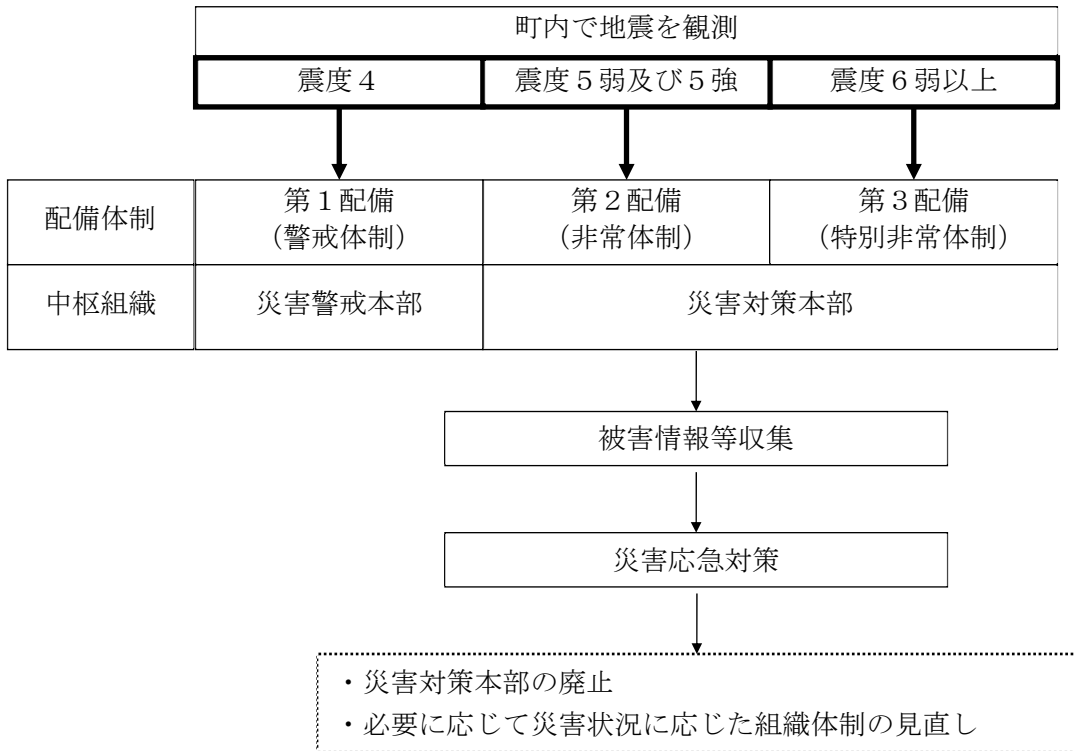 町内で地震を観測
震度４
震度５弱及び５強
震度６弱以上
配備体制
第１配備
（警戒体制）
第２配備
（非常体制）
第３配備
（特別非常体制）
中枢組織
災害警戒本部
災害対策本部
被害情報等収集
災害応急対策
・災害対策本部の廃止
・必要に応じて災害状況に応じた組織体制の見直し